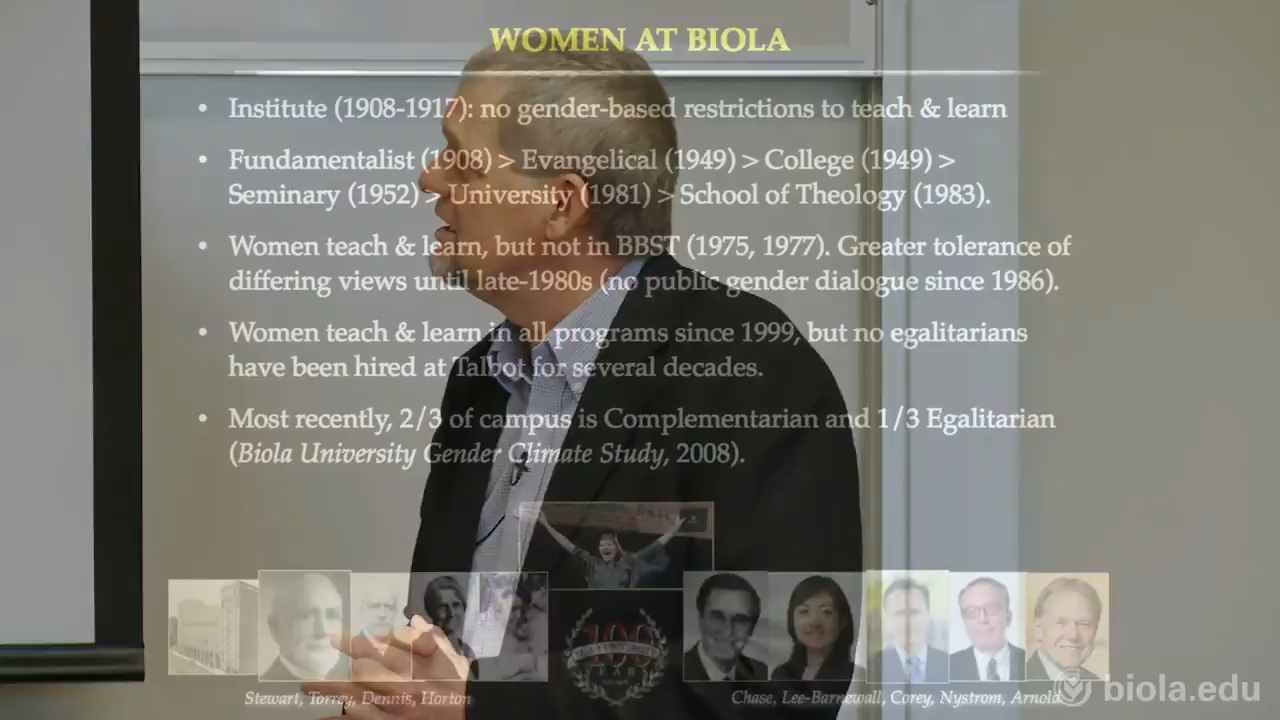 WOMEN AT BIOLA
• Institute (1908-1917): no gender-based restrictions to teach & learn
• Fundamentalist (1908) > Evangelical (1949) > College (1949) >
Seminary (1952) > University (1981) > School of Theology (1983).
• Women teach & learn, but not in BBST (1975, 1977). Greater tolerance of
differing views until late-1980s (no public gender dialogue since 1986).
• Women teach & learn in all programs since 1999, but no egalitarians
have been hired at Talbot for several decades.
• Most recently, 2/3 of campus is Complementarian and 1/3 Egalitarian
(Biola University Gender Climate Study, 2008).
100
Stewart, Torrey, Dennis, Horton
Chase, Lee-Barnewall, Corey, Nystrom, Arnold
biola.edu